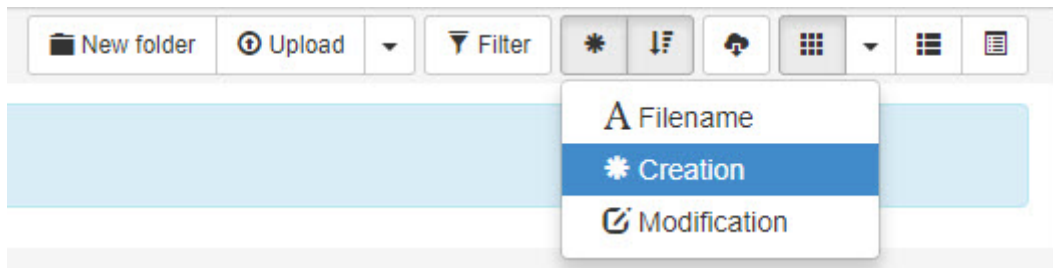 New folder Upload Filter
Filename
Creation
Modification